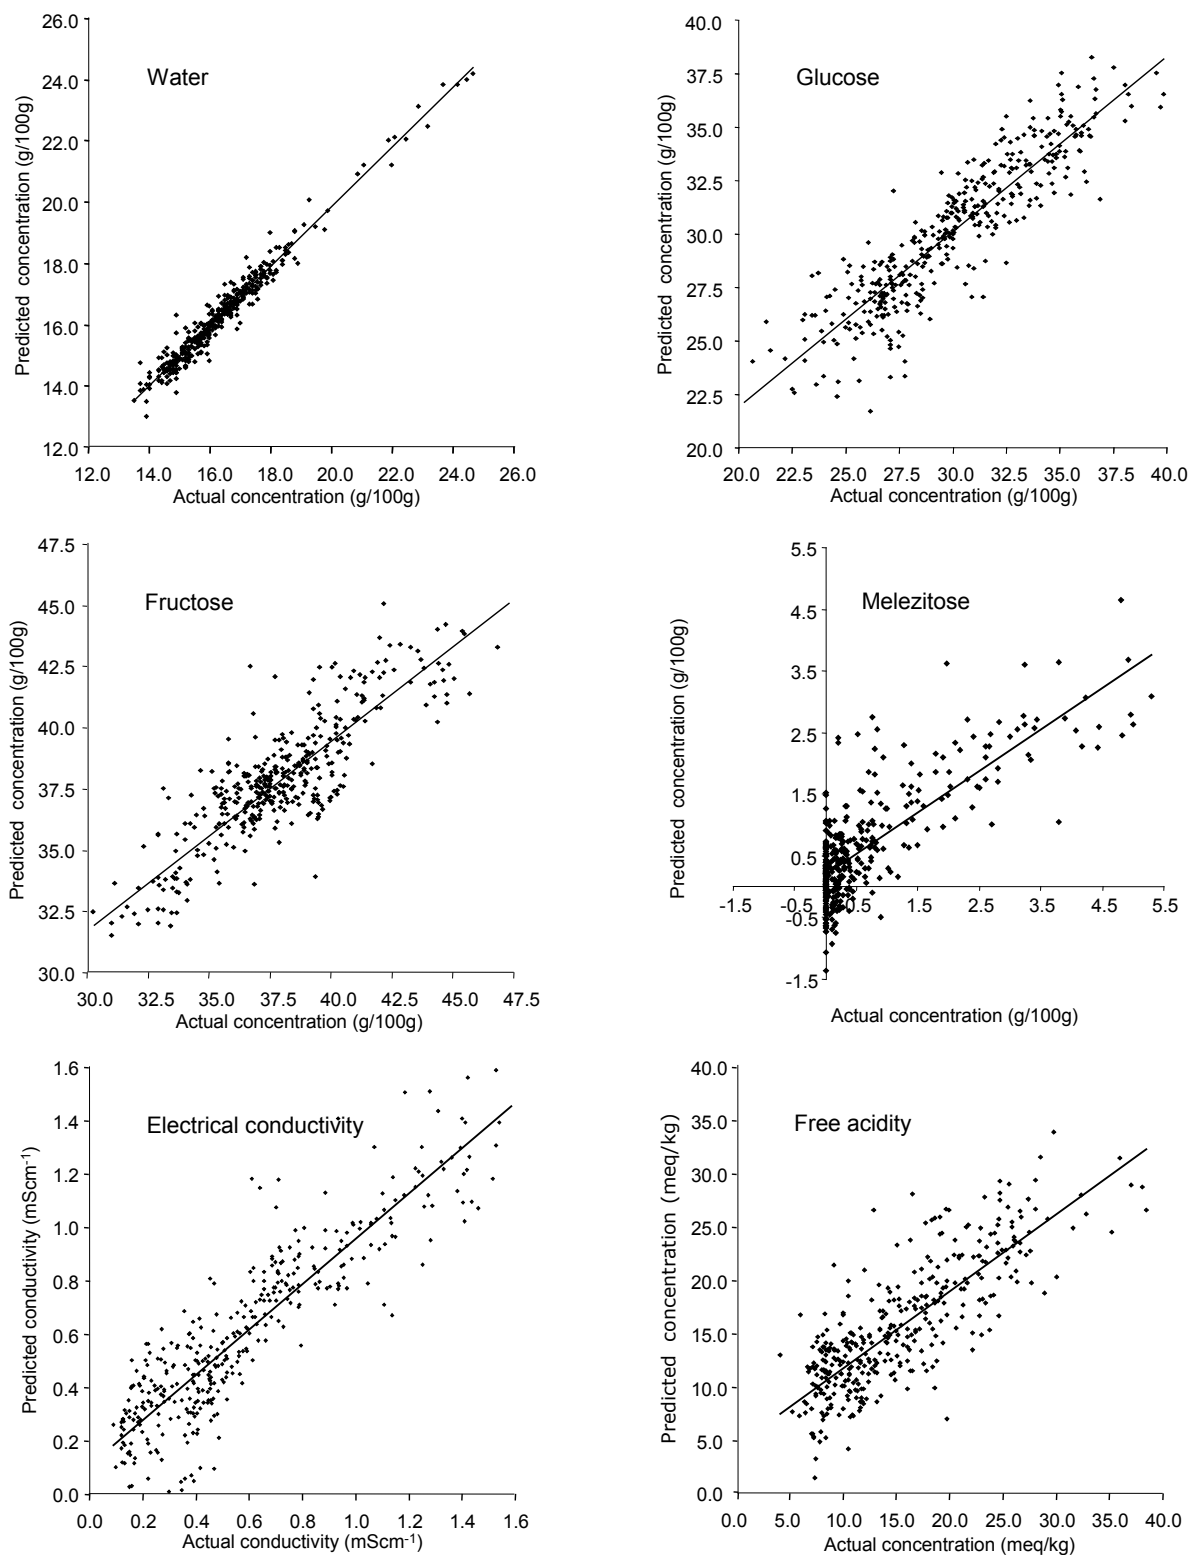 Water
Predicted concentration (g/100g)
26.0
24.0
22.0
20.0
18.0
16.0
14.0
12.0
12.0 14.0 16.0 18.0 20.0 22.0 24.0 26.0
Actual concentration (g/100g)
Glucose
Predicted concentration (g/100g)
40.0
37.5
35.0
32.5
30.0
27.5
25.0
22.5
20.0
20.0 22.5 25.0 27.5 30.0 32.5 35.0 37.5 40.0
Actual concentration (g/100g)
Fructose
Predicted concentration (g/100g)
47.5
45.0
42.5
40.0
37.5
35.0
32.5
30.0
30.0 32.5 35.0 37.5 40.0 42.5 45.0 47.5
Actual concentration (g/100g)
Melezitose
Predicted concentration (g/100g)
5.5
4.5
3.5
2.5
1.5
0.5
-0.5
-1.5
-1.5 -0.5 0.5 1.5 2.5 3.5 4.5 5.5
Actual concentration (g/100g)
Electrical conductivity
Predicted conductivity (mScm-1)
1.6
1.4
1.2
1.0
0.8
0.6
0.4
0.2
0.0
0.0 0.2 0.4 0.6 0.8 1.0 1.2 1.4 1.6
Actual conductivity (mScm-1)
Free acidity
Predicted concentration (meq/kg)
40.0
35.0
30.0
25.0
20.0
15.0
10.0
5.0
0.0
0.0 5.0 10.0 15.0 20.0 25.0 30.0 35.0 40.0
Actual concentration (meq/kg)